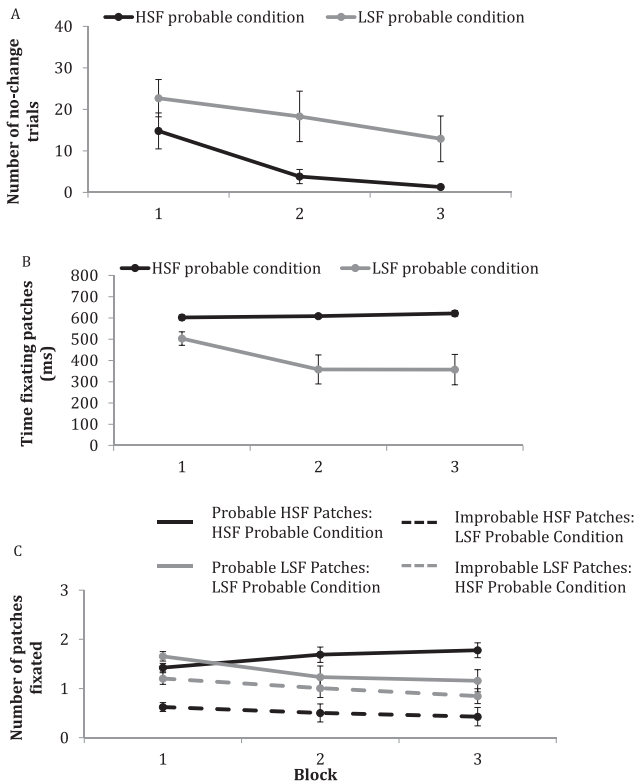 A
HSF probable condition
LSF probable condition
Number of no-change
trials
40
30
20
10
0
1
2
3
B
HSF probable condition
LSF probable condition
Time fixating patches
(ms)
800
700
600
500
400
300
200
100
0
1
2
3
Probable HSF Patches:
HSF Probable Condition
Improbable HSF Patches:
LSF Probable Condition
Probable LSF Patches:
LSF Probable Condition
Improbable LSF Patches:
HSF Probable Condition
C
Number of patches
fixated
3
2
1
0
1
2
3
Block